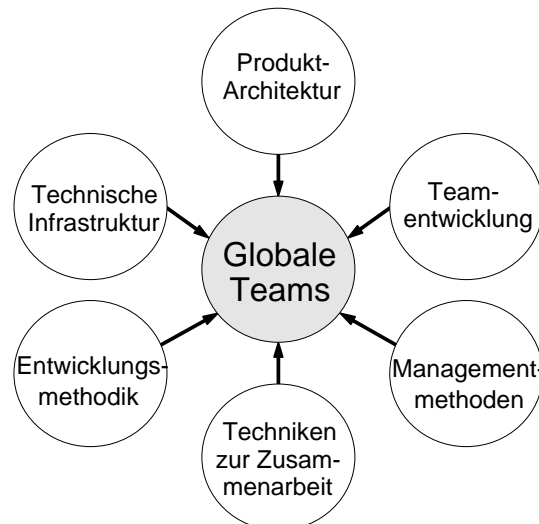 Produkt-
Architektur
Technische
Infrastruktur
Team-
entwicklung
Globale
Teams
Entwicklungs-
methodik
Management-
methoden
Techniken
zur Zusam-
menarbeit